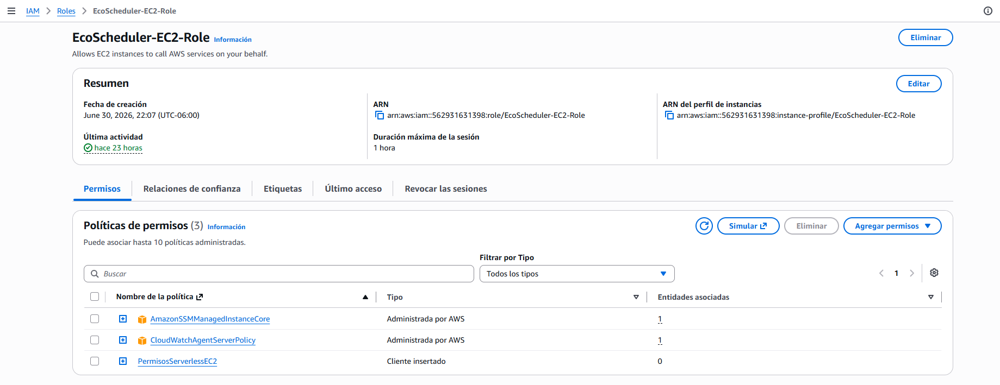 IAM > Roles > EcoScheduler-EC2-Role
EcoScheduler-EC2-Role Información
Eliminar
Allows EC2 instances to call AWS services on your behalf.
Resumen
Editar
Fecha de creación
June 30, 2026, 22:07 (UTC-06:00)
Última actividad
hace 23 horas
ARN
arn:aws:iam::562931631398:role/EcoScheduler-EC2-Role
Duración máxima de la sesión
1 hora
ARN del perfil de instancias
arn:aws:iam::562931631398:instance-profile/EcoScheduler-EC2-Role
Permisos Relaciones de confianza Etiquetas Último acceso Revocar las sesiones
Políticas de permisos (3) Información
Simular Eliminar Agregar permisos
Puede asociar hasta 10 políticas administradas.
Filtrar por Tipo
Buscar Todos los tipos 1
Nombre de la política Tipo Entidades asociadas
AmazonSSMManagedInstanceCore Administrada por AWS 1
CloudWatchAgentServerPolicy Administrada por AWS 1
PermisosServerlessEC2 Cliente insertado 0